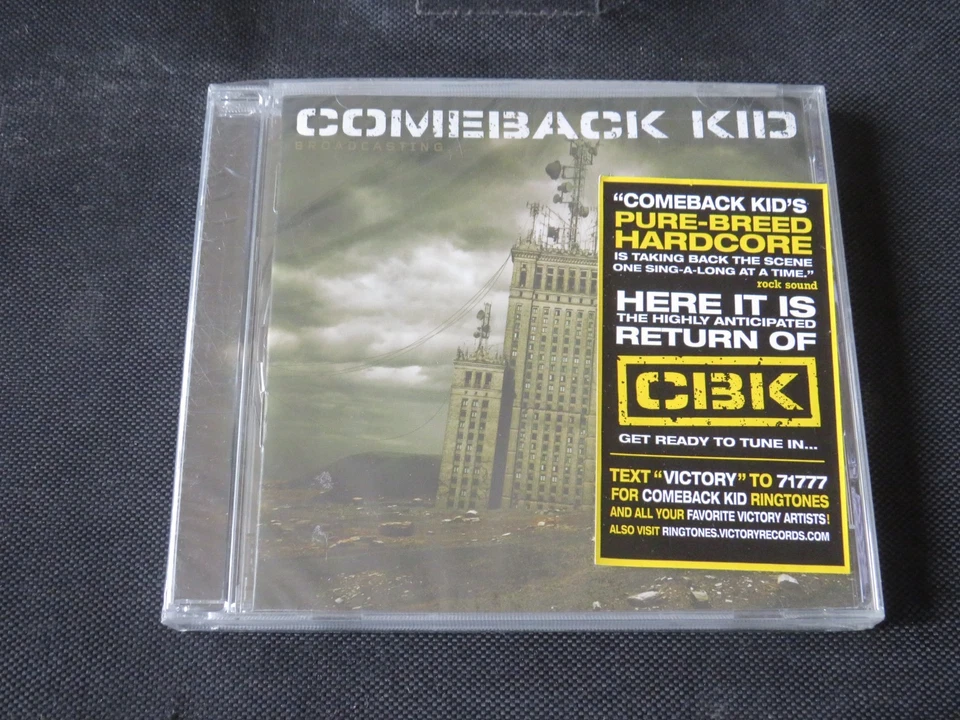 COMEBACK KID
BROADCASTING
"COMEBACK KID'S
PURE-BREED
HARDCORE
IS TAKING BACK THE SCENE
ONE SING-A-LONG AT A TIME."
rock sound
HERE IT IS
THE HIGHLY ANTICIPATED
RETURN OF
CBK
GET READY TO TUNE IN...
TEXT "VICTORY" TO 71777
FOR COMEBACK KID RINGTONES
AND ALL YOUR FAVORITE VICTORY ARTISTS!
ALSO VISIT RINGTONES.VICTORYRECORDS.COM